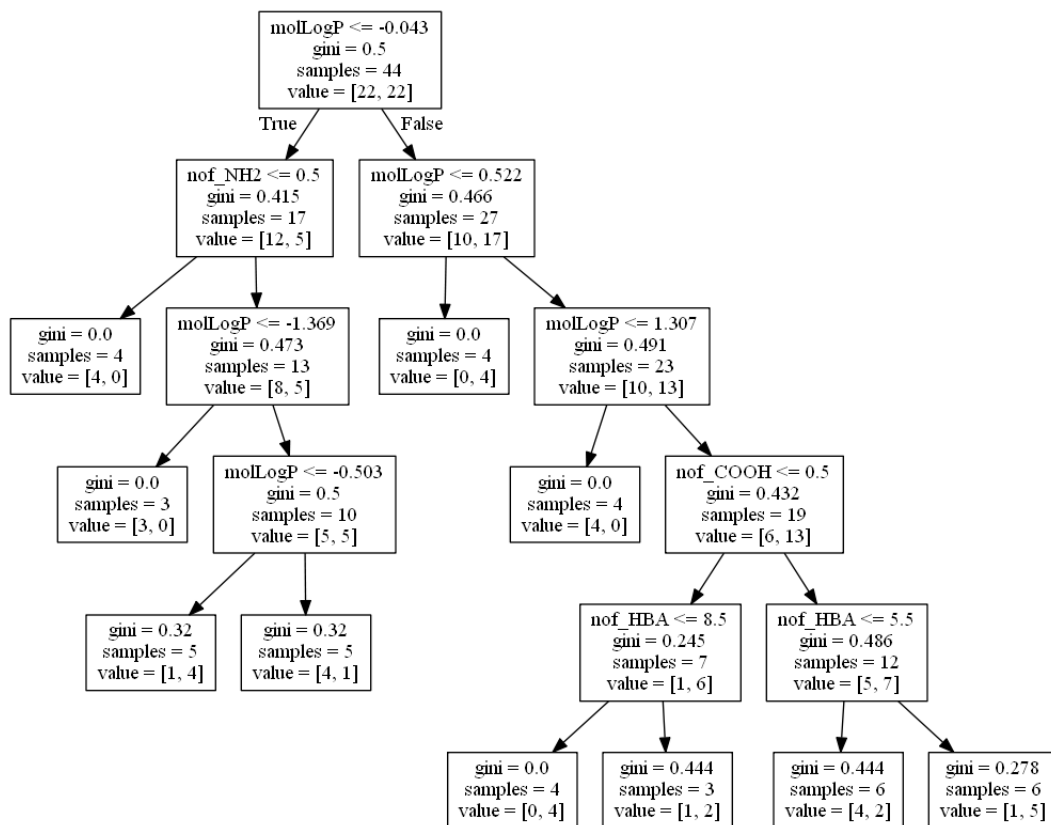 molLogP <= -0.043
gini = 0.5
samples = 44
value = [22, 22]
True
False
nof_NH2 <= 0.5
gini = 0.415
samples = 17
value = [12, 5]
molLogP <= 0.522
gini = 0.466
samples = 27
value = [10, 17]
gini = 0.0
samples = 4
value = [4, 0]
molLogP <= -1.369
gini = 0.473
samples = 13
value = [8, 5]
gini = 0.0
samples = 4
value = [0, 4]
molLogP <= 1.307
gini = 0.491
samples = 23
value = [10, 13]
gini = 0.0
samples = 3
value = [3, 0]
molLogP <= -0.503
gini = 0.5
samples = 10
value = [5, 5]
gini = 0.0
samples = 4
value = [4, 0]
nof_COOH <= 0.5
gini = 0.432
samples = 19
value = [6, 13]
gini = 0.32
samples = 5
value = [1, 4]
gini = 0.32
samples = 5
value = [4, 1]
nof_HBA <= 8.5
gini = 0.245
samples = 7
value = [1, 6]
nof_HBA <= 5.5
gini = 0.486
samples = 12
value = [5, 7]
gini = 0.0
samples = 4
value = [0, 4]
gini = 0.444
samples = 3
value = [1, 2]
gini = 0.444
samples = 6
value = [4, 2]
gini = 0.278
samples = 6
value = [1, 5]